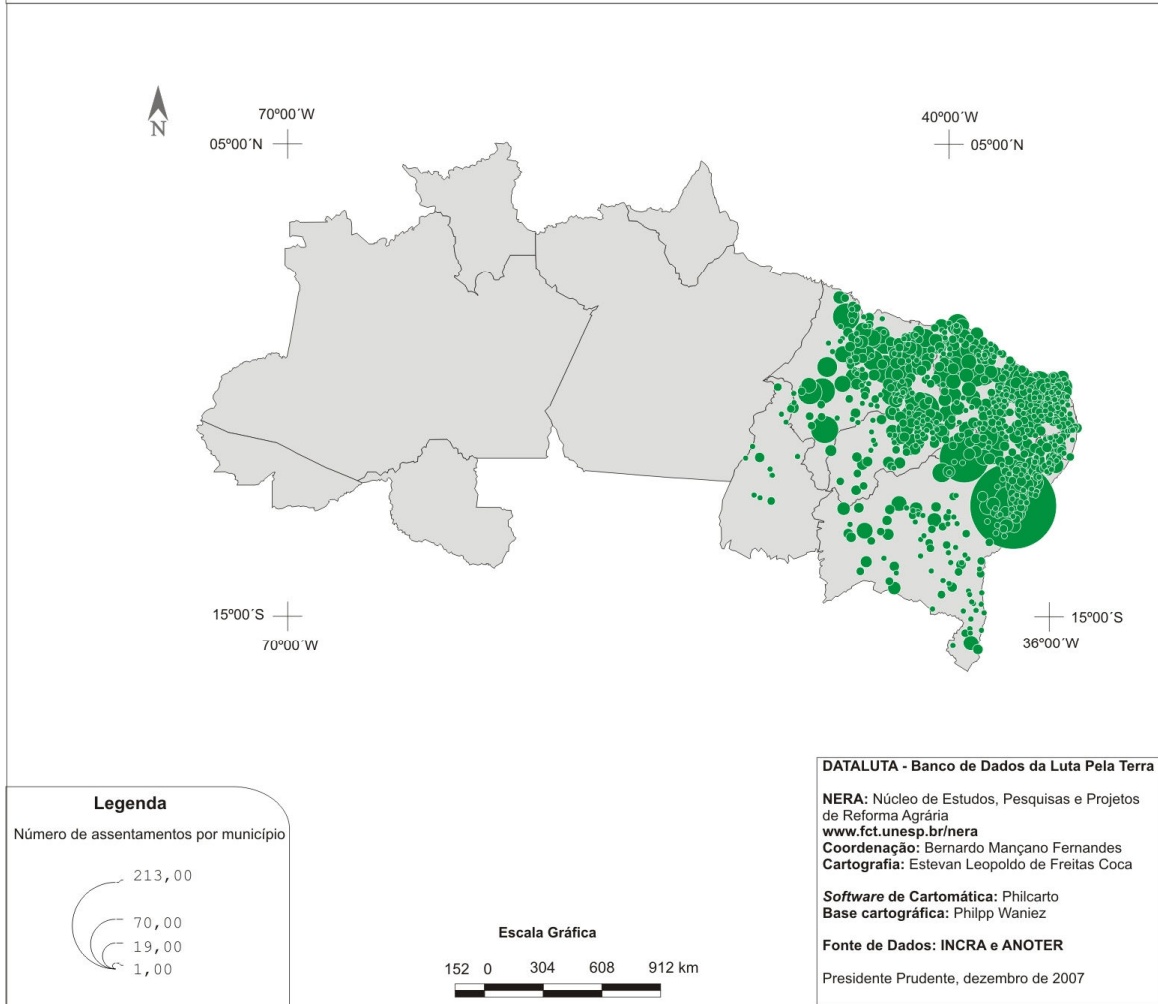 N
70º00´W
05º00´N
40º00´W
05º00´N
15º00´S
70º00´W
15º00´S
36º00´W
Legenda
Número de assentamentos por município
213,00
70,00
19,00
1,00
Escala Gráfica
152 0 304 608 912 km
DATALUTA - Banco de Dados da Luta Pela Terra
NERA: Núcleo de Estudos, Pesquisas e Projetos
de Reforma Agrária
www.fct.unesp.br/nera
Coordenação: Bernardo Mançano Fernandes
Cartografia: Estevan Leopoldo de Freitas Coca
Software de Cartomática: Philcarto
Base cartográfica: Philpp Waniez
Fonte de Dados: INCRA e ANOTER
Presidente Prudente, dezembro de 2007